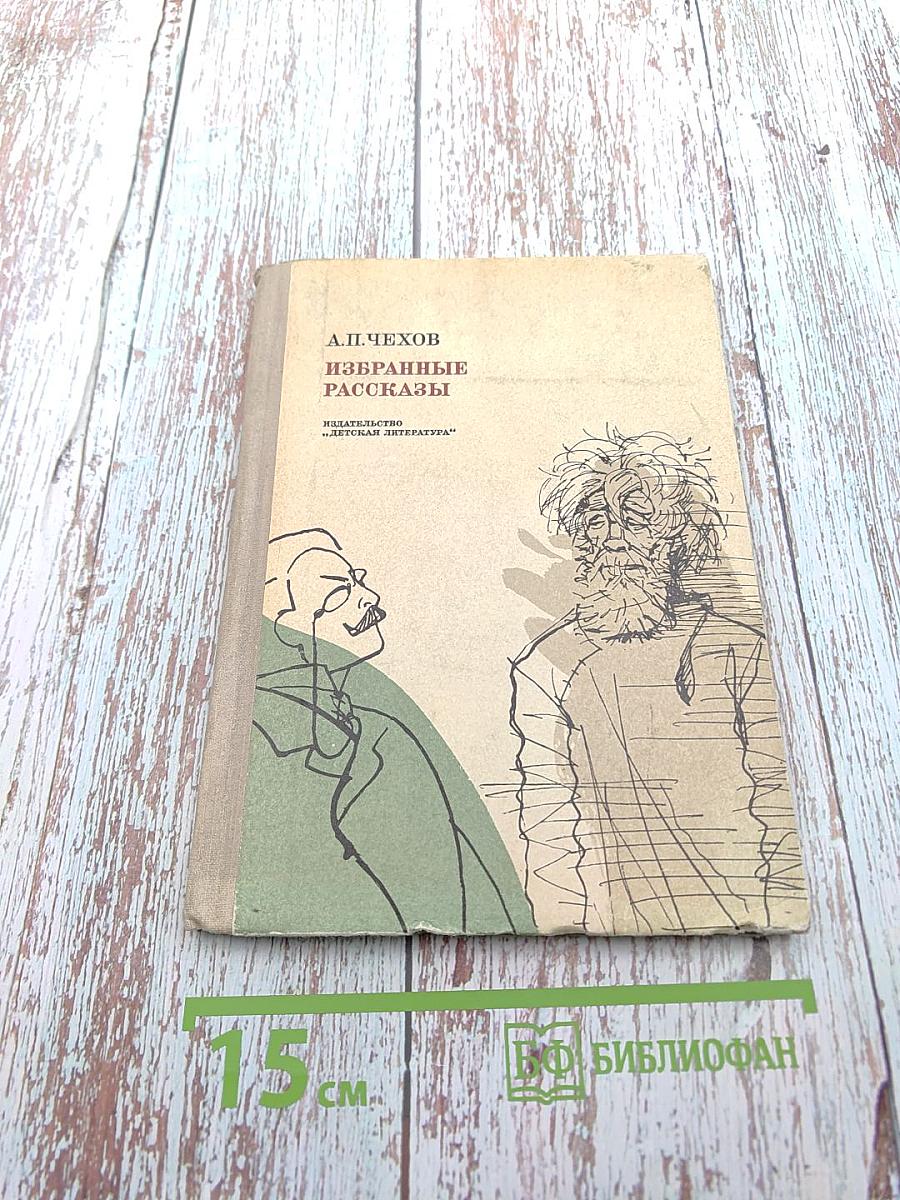 А.П.ЧЕХОВ
ИЗБРАННЫЕ
РАССКАЗЫ
ИЗДАТЕЛЬСТВО
„ДЕТСКАЯ ЛИТЕРАТУРА“
15 см
БФ БИБЛИОФАН